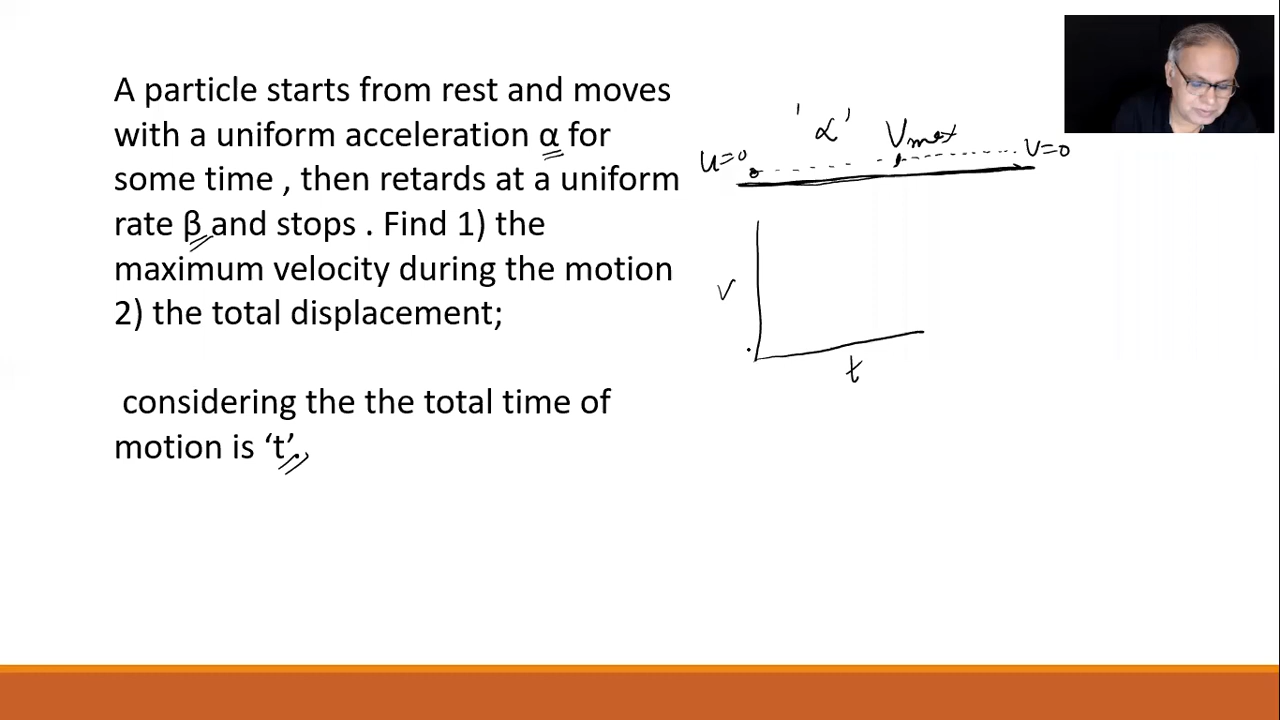 A particle starts from rest and moves
with a uniform acceleration α for
some time , then retards at a uniform
rate β and stops . Find 1) the
maximum velocity during the motion
2) the total displacement;
considering the the total time of
motion is ‘t’.
'α'
u=0 Vmax v=0
v
t